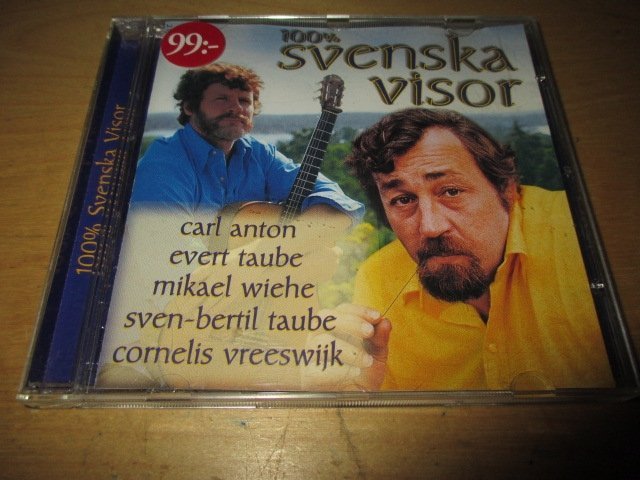 99:-
100%
svenska
visor
carl anton
evert taube
mikael wiehe
sven-bertil taube
cornelis vreeswijk
100% Svenska Visor